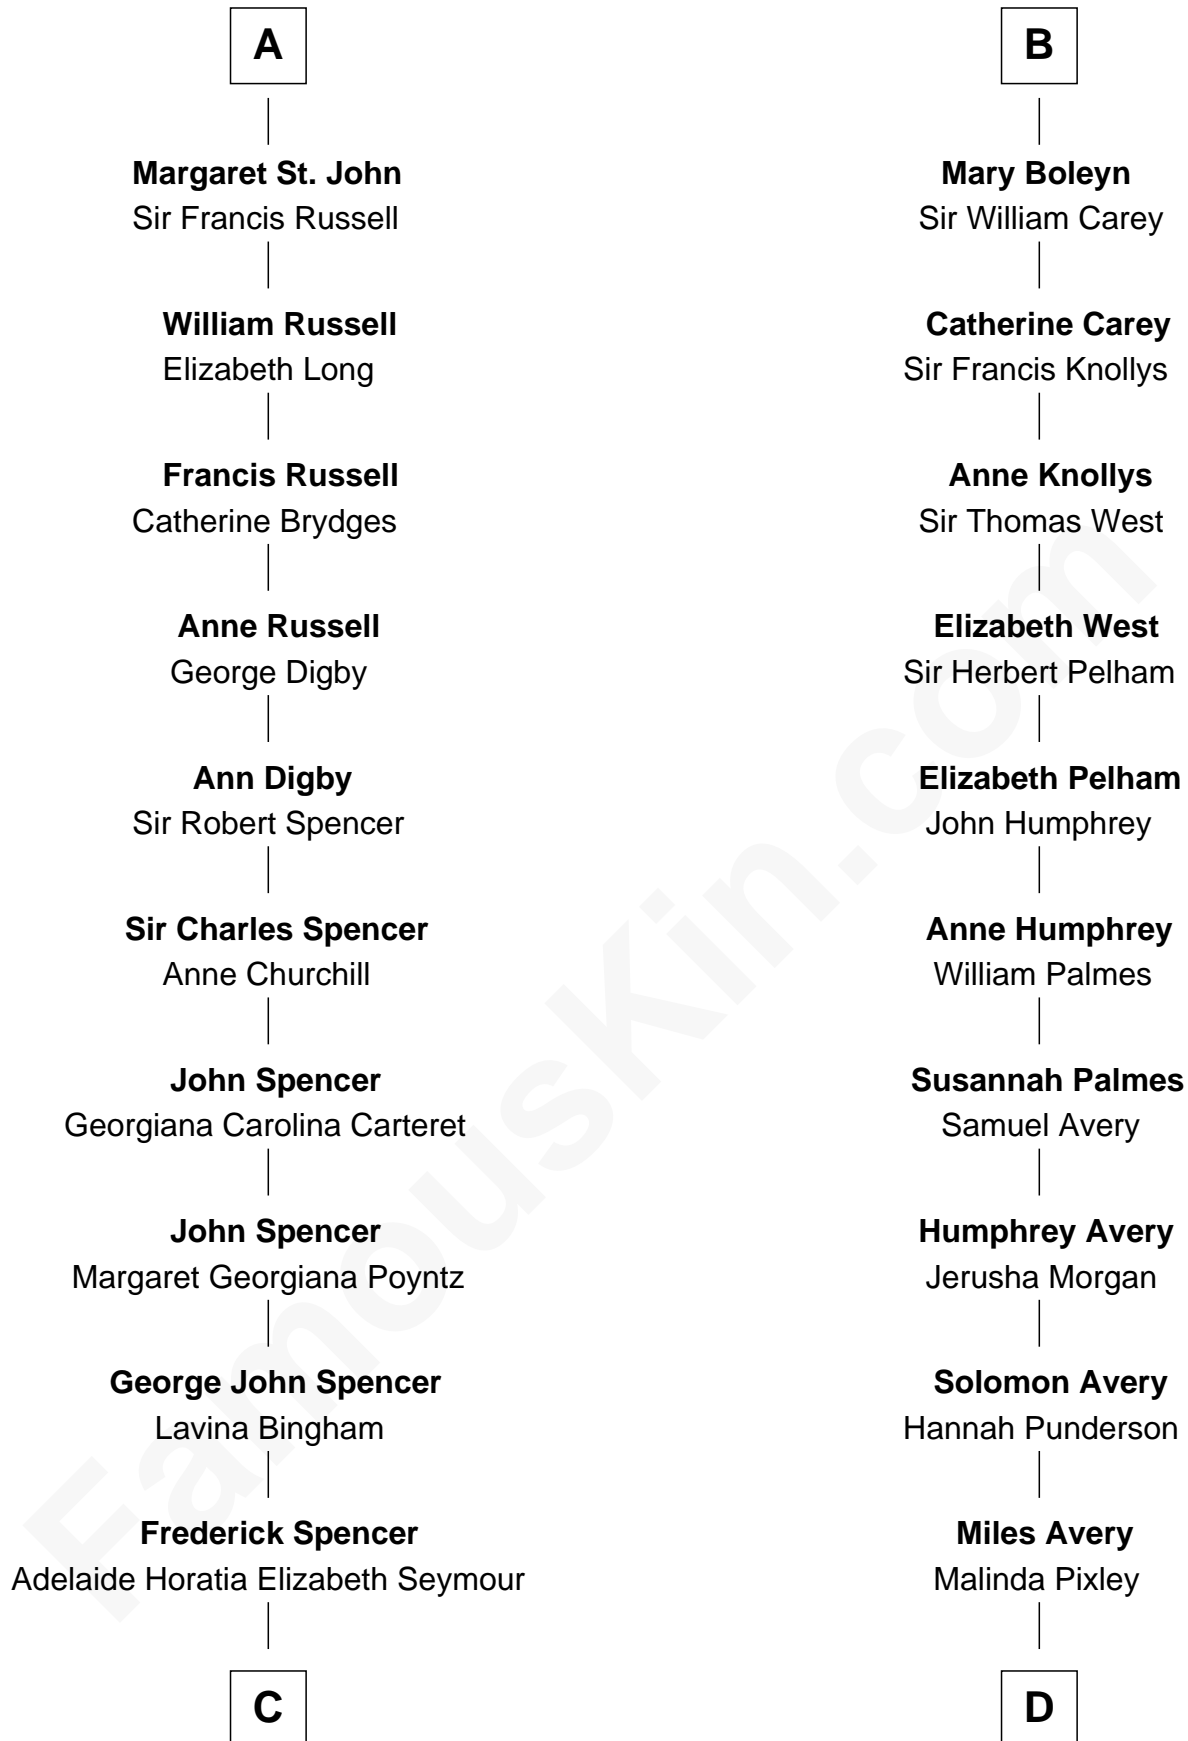 A
Margaret St. John
Sir Francis Russell
William Russell
Elizabeth Long
Francis Russell
Catherine Brydges
Anne Russell
George Digby
Ann Digby
Sir Robert Spencer
Sir Charles Spencer
Anne Churchill
John Spencer
Georgiana Carolina Carteret
John Spencer
Margaret Georgiana Poyntz
George John Spencer
Lavina Bingham
Frederick Spencer
Adelaide Horatia Elizabeth Seymour
C
B
Mary Boleyn
Sir William Carey
Catherine Carey
Sir Francis Knollys
Anne Knollys
Sir Thomas West
Elizabeth West
Sir Herbert Pelham
Elizabeth Pelham
John Humphrey
Anne Humphrey
William Palmes
Susannah Palmes
Samuel Avery
Humphrey Avery
Jerusha Morgan
Solomon Avery
Hannah Punderson
Miles Avery
Malinda Pixley
D
FamousKin.com